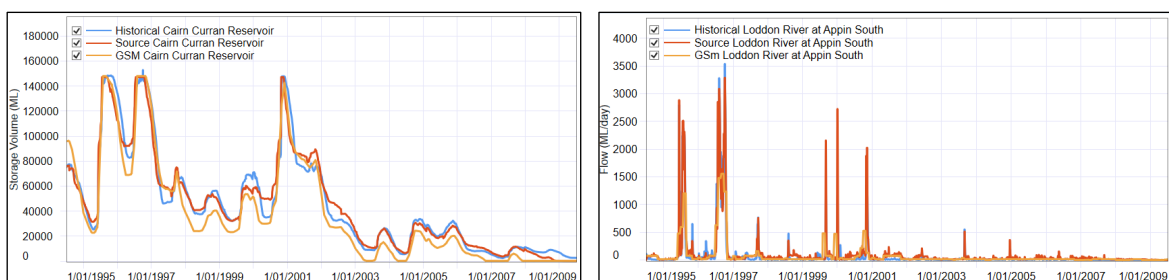 Historical Cairn Curran Reservoir
Source Cairn Curran Reservoir
GSM Cairn Curran Reservoir
Storage Volume (ML)
180000
160000
140000
120000
100000
80000
60000
40000
20000
0
1/01/1995 1/01/1997 1/01/1999 1/01/2001 1/01/2003 1/01/2005 1/01/2007 1/01/2009
Historical Loddon River at Appin South
Source Loddon River at Appin South
GSm Loddon River at Appin South
Flow (ML/day)
4000
3500
3000
2500
2000
1500
1000
500
0
1/01/1995 1/01/1997 1/01/1999 1/01/2001 1/01/2003 1/01/2005 1/01/2007 1/01/2009